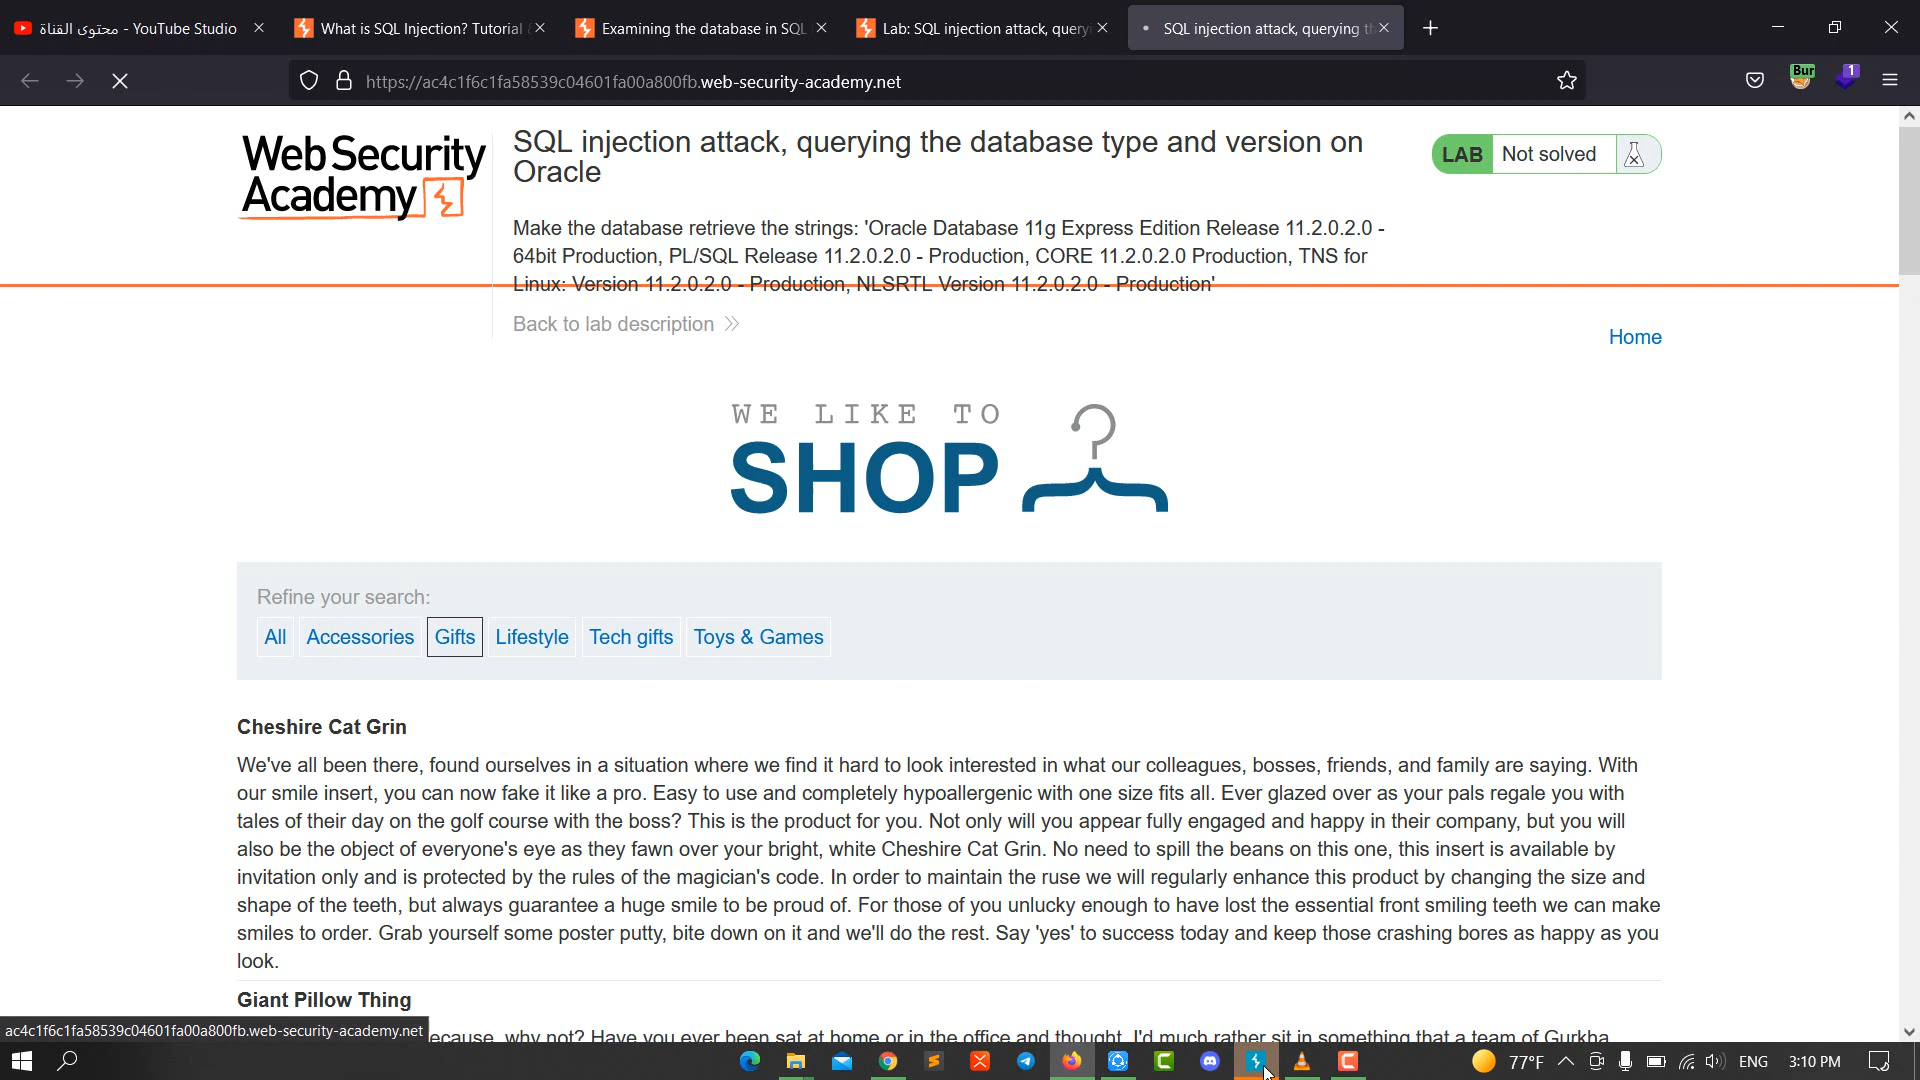 محتوى القناة - YouTube Studio
What is SQL Injection? Tutorial
Examining the database in SQL
Lab: SQL injection attack, query
SQL injection attack, querying th
https://ac4c1f6c1fa58539c04601fa00a800fb.web-security-academy.net
Bur
1
Web Security
Academy
SQL injection attack, querying the database type and version on
Oracle
LAB
Not solved
Make the database retrieve the strings: 'Oracle Database 11g Express Edition Release 11.2.0.2.0 -
64bit Production, PL/SQL Release 11.2.0.2.0 - Production, CORE 11.2.0.2.0 Production, TNS for
Linux: Version 11.2.0.2.0 - Production, NLSRTL Version 11.2.0.2.0 - Production'
Back to lab description
Home
WE LIKE TO
SHOP
Refine your search:
All
Accessories
Gifts
Lifestyle
Tech gifts
Toys & Games
Cheshire Cat Grin
We've all been there, found ourselves in a situation where we find it hard to look interested in what our colleagues, bosses, friends, and family are saying. With
our smile insert, you can now fake it like a pro. Easy to use and completely hypoallergenic with one size fits all. Ever glazed over as your pals regale you with
tales of their day on the golf course with the boss? This is the product for you. Not only will you appear fully engaged and happy in their company, but you will
also be the object of everyone's eye as they fawn over your bright, white Cheshire Cat Grin. No need to spill the beans on this one, this insert is available by
invitation only and is protected by the rules of the magician's code. In order to maintain the ruse we will regularly enhance this product by changing the size and
shape of the teeth, but always guarantee a huge smile to be proud of. For those of you unlucky enough to have lost the essential front smiling teeth we can make
smiles to order. Grab yourself some poster putty, bite down on it and we'll do the rest. Say 'yes' to success today and keep those crashing bores as happy as you
look.
Giant Pillow Thing
ecause, why not? Have you ever been sat at home or in the office and thought, I'd much rather sit in something that a team of Gurkha
ac4c1f6c1fa58539c04601fa00a800fb.web-security-academy.net
77°F
ENG
3:10 PM